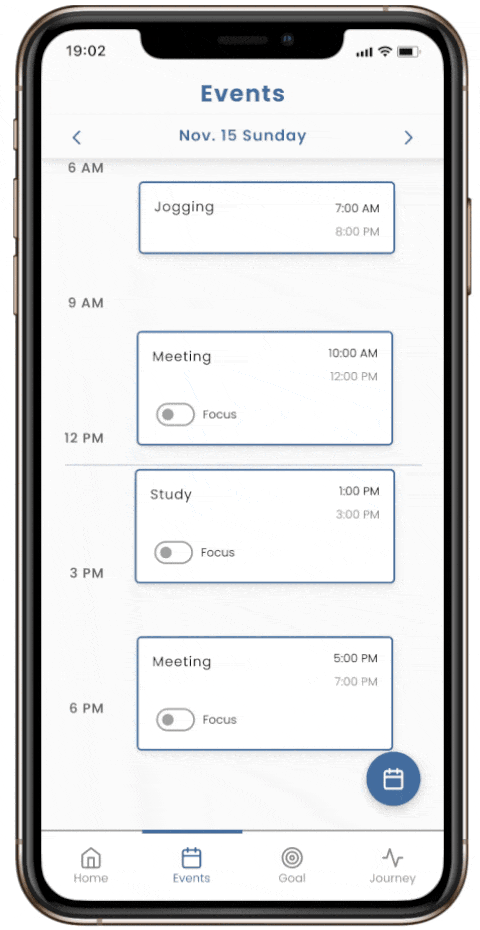 19:02
Events
Nov. 15 Sunday
6 AM
Jogging 7:00 AM
8:00 PM
9 AM
Meeting 10:00 AM
12:00 PM
Focus
12 PM
Study 1:00 PM
3:00 PM
Focus
3 PM
Meeting 5:00 PM
7:00 PM
6 PM
Focus
Home Events Goal Journey